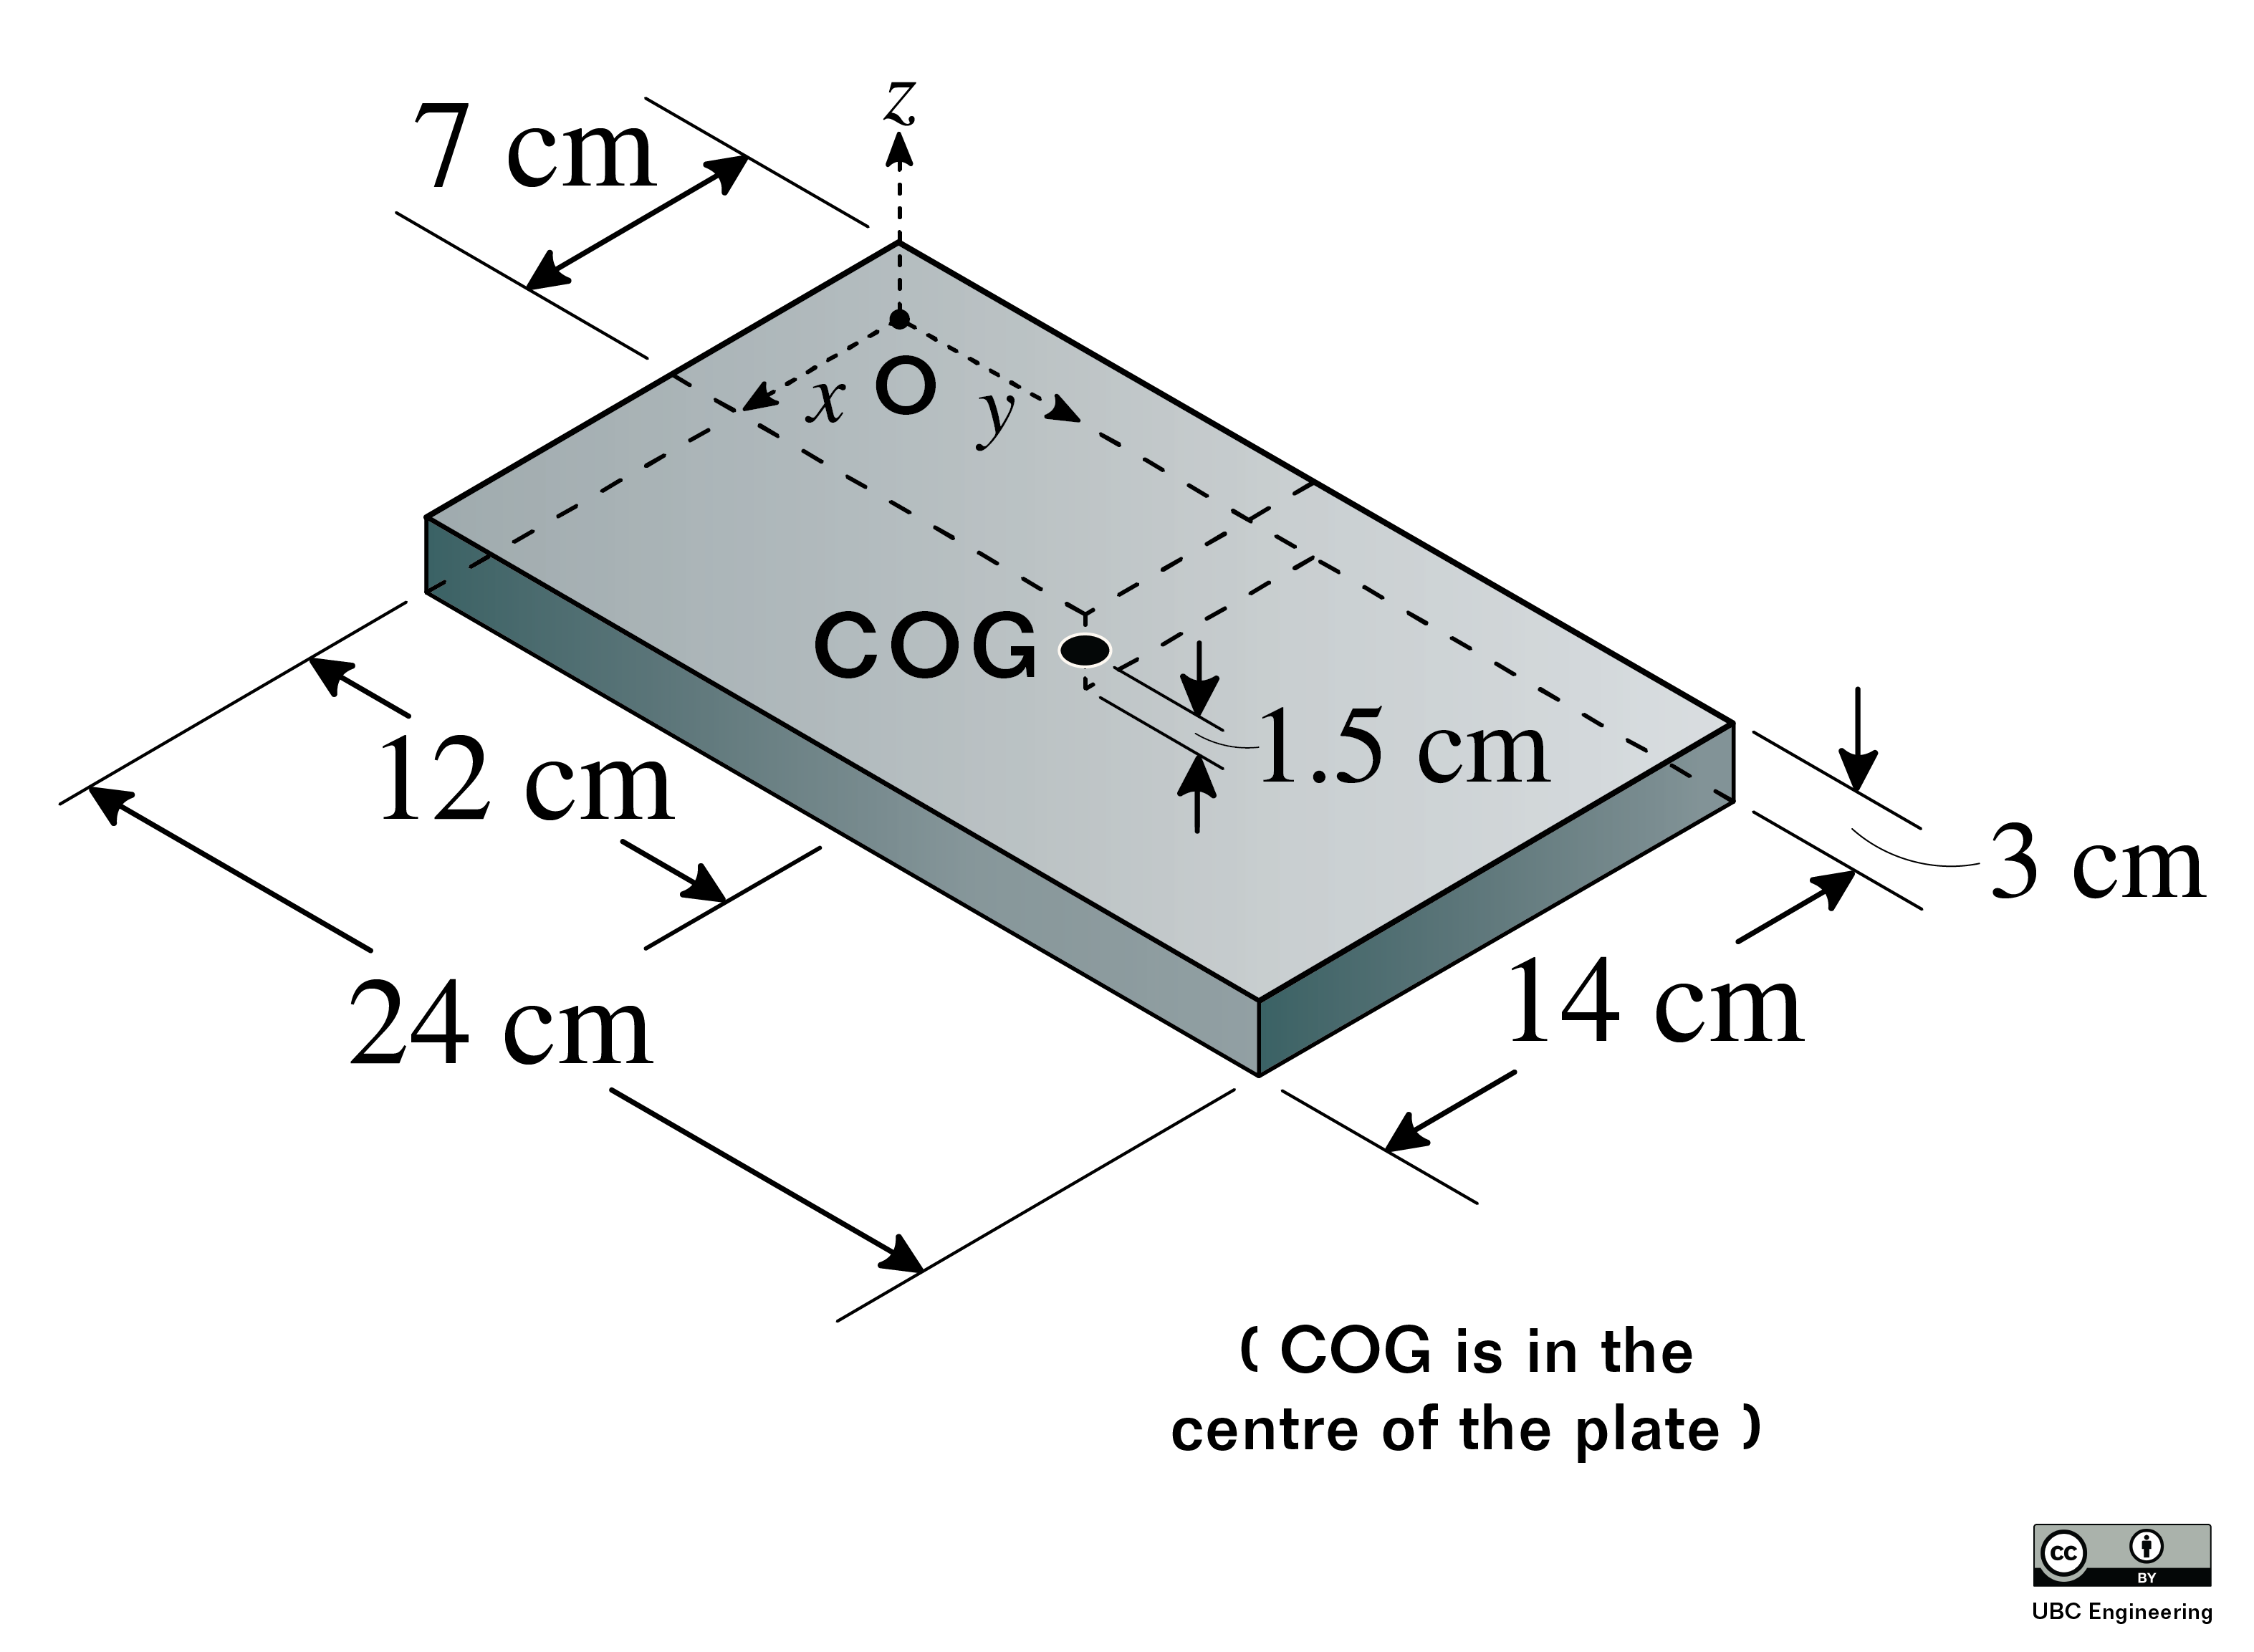 z
7 cm
x
O
y
COG
1.5 cm
12 cm
3 cm
24 cm
14 cm
( COG is in the
centre of the plate )
CC
BY
UBC Engineering